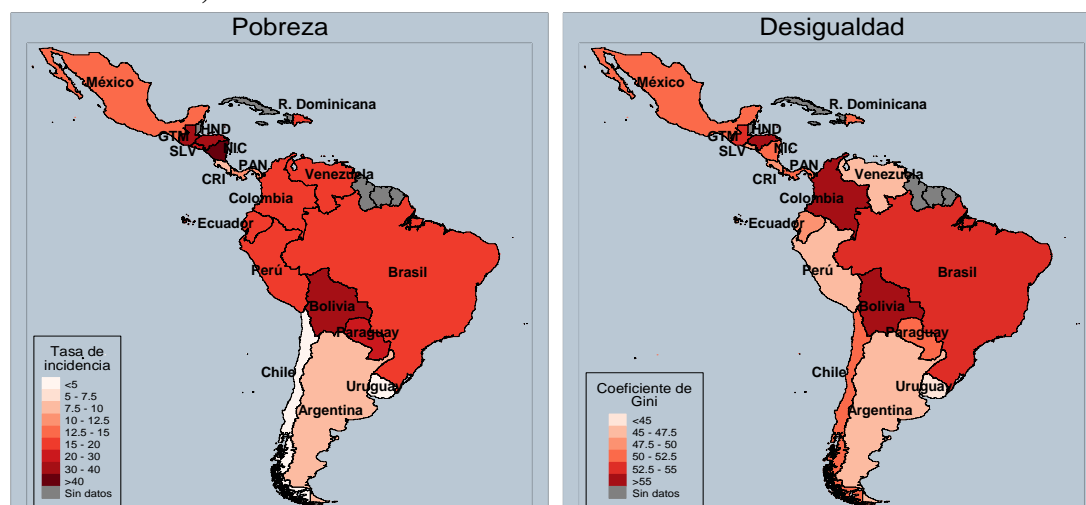 Pobreza
México
R. Dominicana
HND
GTM
NIC
SLV
PAN
CRI
Venezuela
Colombia
Ecuador
Perú
Brasil
Bolivia
Paraguay
Chile
Uruguay
Argentina
Tasa de
incidencia
<5
5 - 7.5
7.5 - 10
10 - 12.5
12.5 - 15
15 - 20
20 - 30
30 - 40
>40
Sin datos
Desigualdad
México
R. Dominicana
HND
GTM
NIC
SLV
PAN
CRI
Venezuela
Colombia
Ecuador
Perú
Brasil
Bolivia
Paraguay
Chile
Uruguay
Argentina
Coeficiente de
Gini
<45
45 - 47.5
47.5 - 50
50 - 52.5
52.5 - 55
>55
Sin datos